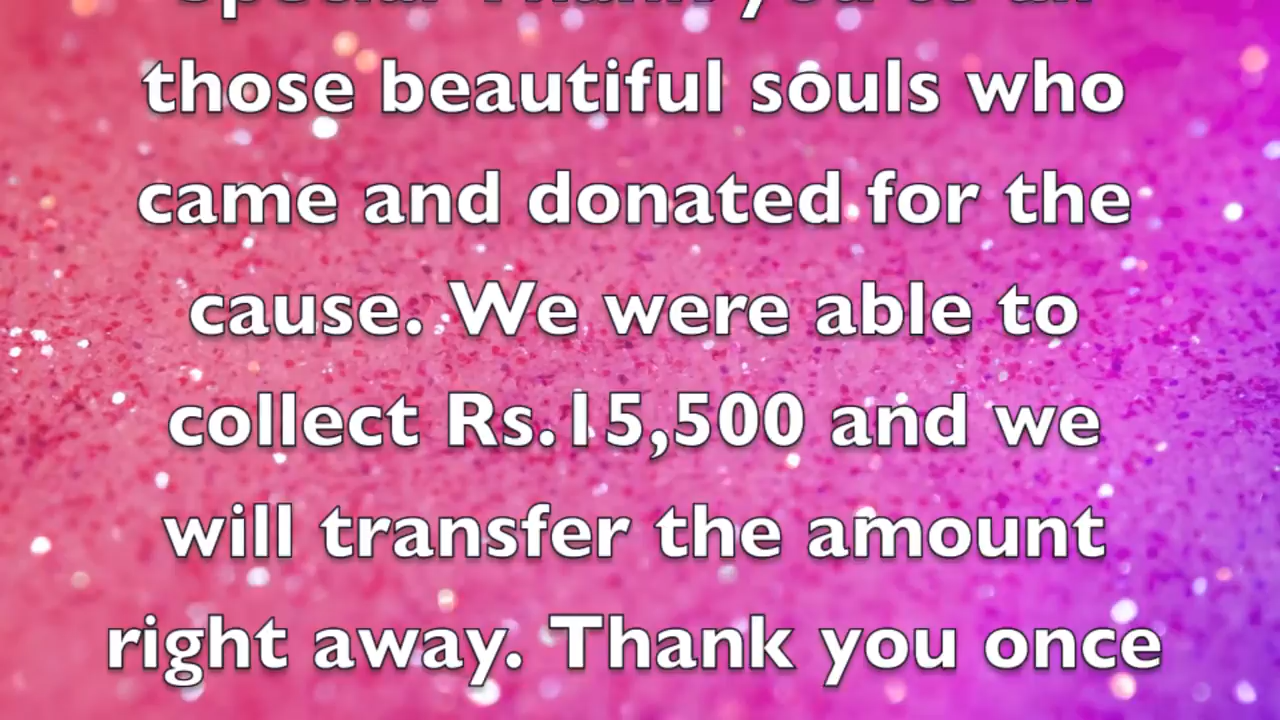 Special Thank you to all
those beautiful souls who
came and donated for the
cause. We were able to
collect Rs.15,500 and we
will transfer the amount
right away. Thank you once